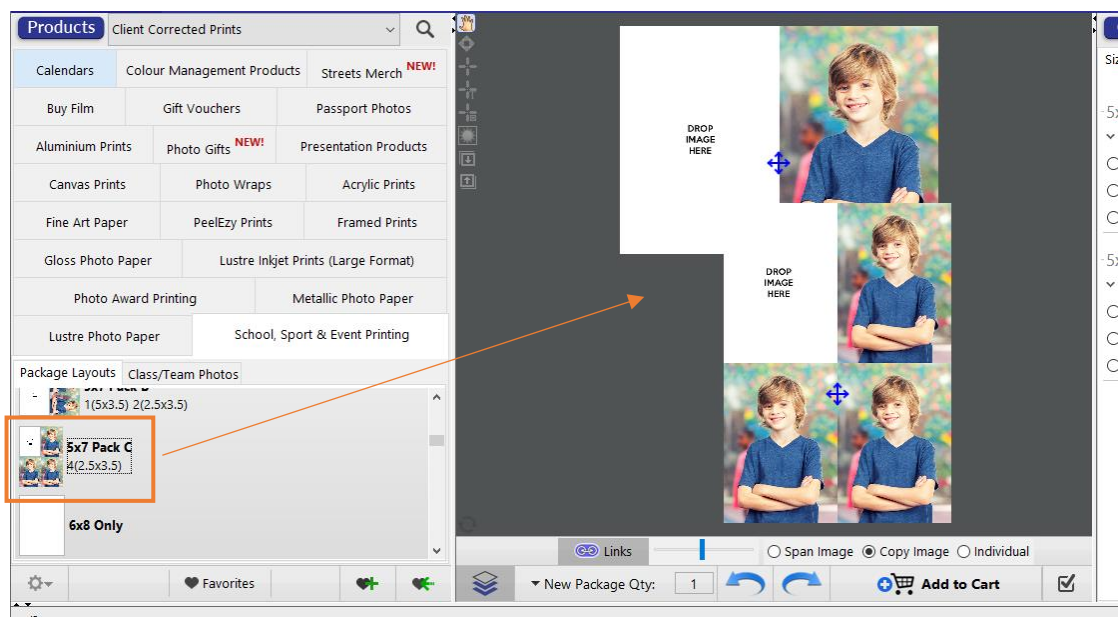 Products Client Corrected Prints
Calendars Colour Management Products Streets Merch NEW!
Buy Film Gift Vouchers Passport Photos
Aluminium Prints Photo Gifts NEW! Presentation Products
Canvas Prints Photo Wraps Acrylic Prints
Fine Art Paper PeelEzy Prints Framed Prints
Gloss Photo Paper Lustre Inkjet Prints (Large Format)
Photo Award Printing Metallic Photo Paper
Lustre Photo Paper School, Sport & Event Printing
Package Layouts Class/Team Photos
5x7 Pack B
1(5x3.5) 2(2.5x3.5)
5x7 Pack C
4(2.5x3.5)
6x8 Only
Favorites
DROP
IMAGE
HERE
DROP
IMAGE
HERE
Links Span Image Copy Image Individual
New Package Qty: 1 Add to Cart